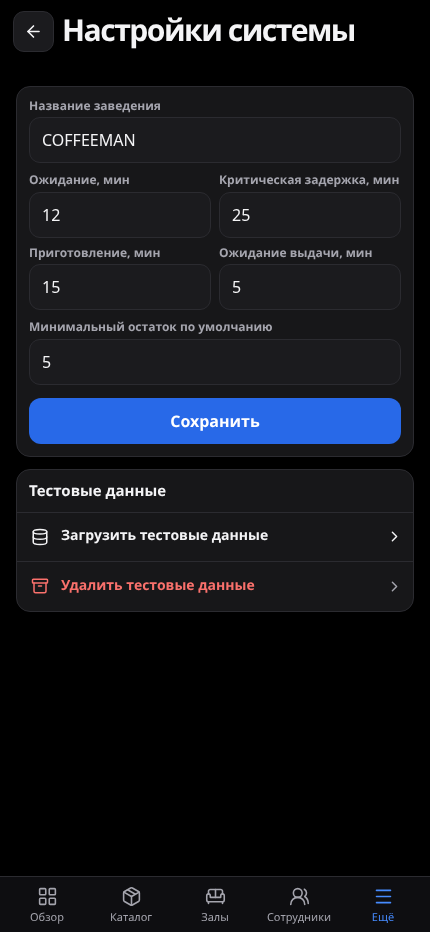 Настройки системы
Название заведения
COFFEEMAN
Ожидание, мин
Критическая задержка, мин
12
25
Приготовление, мин
Ожидание выдачи, мин
15
5
Минимальный остаток по умолчанию
5
Сохранить
Тестовые данные
Загрузить тестовые данные
Удалить тестовые данные
Обзор
Каталог
Залы
Сотрудники
Ещё